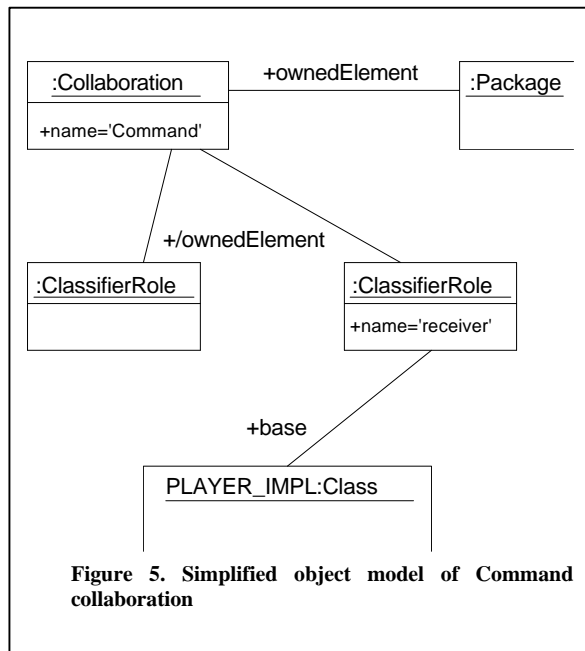 :Collaboration
+name='Command'
+ownedElement
:Package
+/ownedElement
:ClassifierRole
:ClassifierRole
+name='receiver'
+base
PLAYER_IMPL:Class
Figure 5. Simplified object model of Command
collaboration